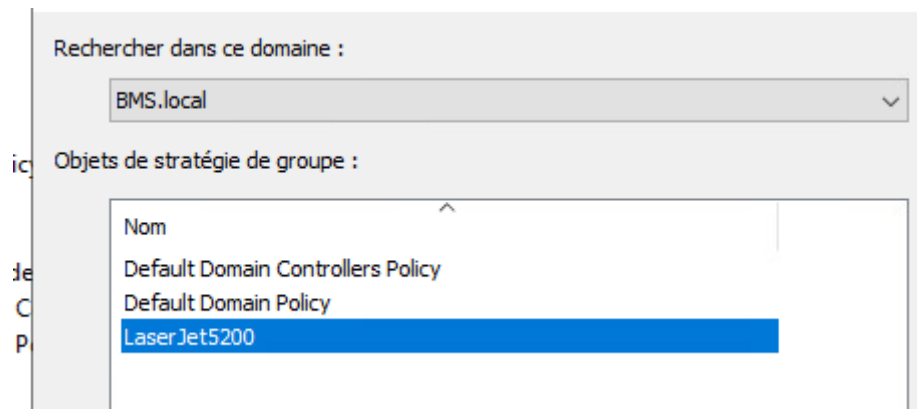 Rechercher dans ce domaine :
BMS.local
Objets de stratégie de groupe :
Nom
Default Domain Controllers Policy
Default Domain Policy
LaserJet5200